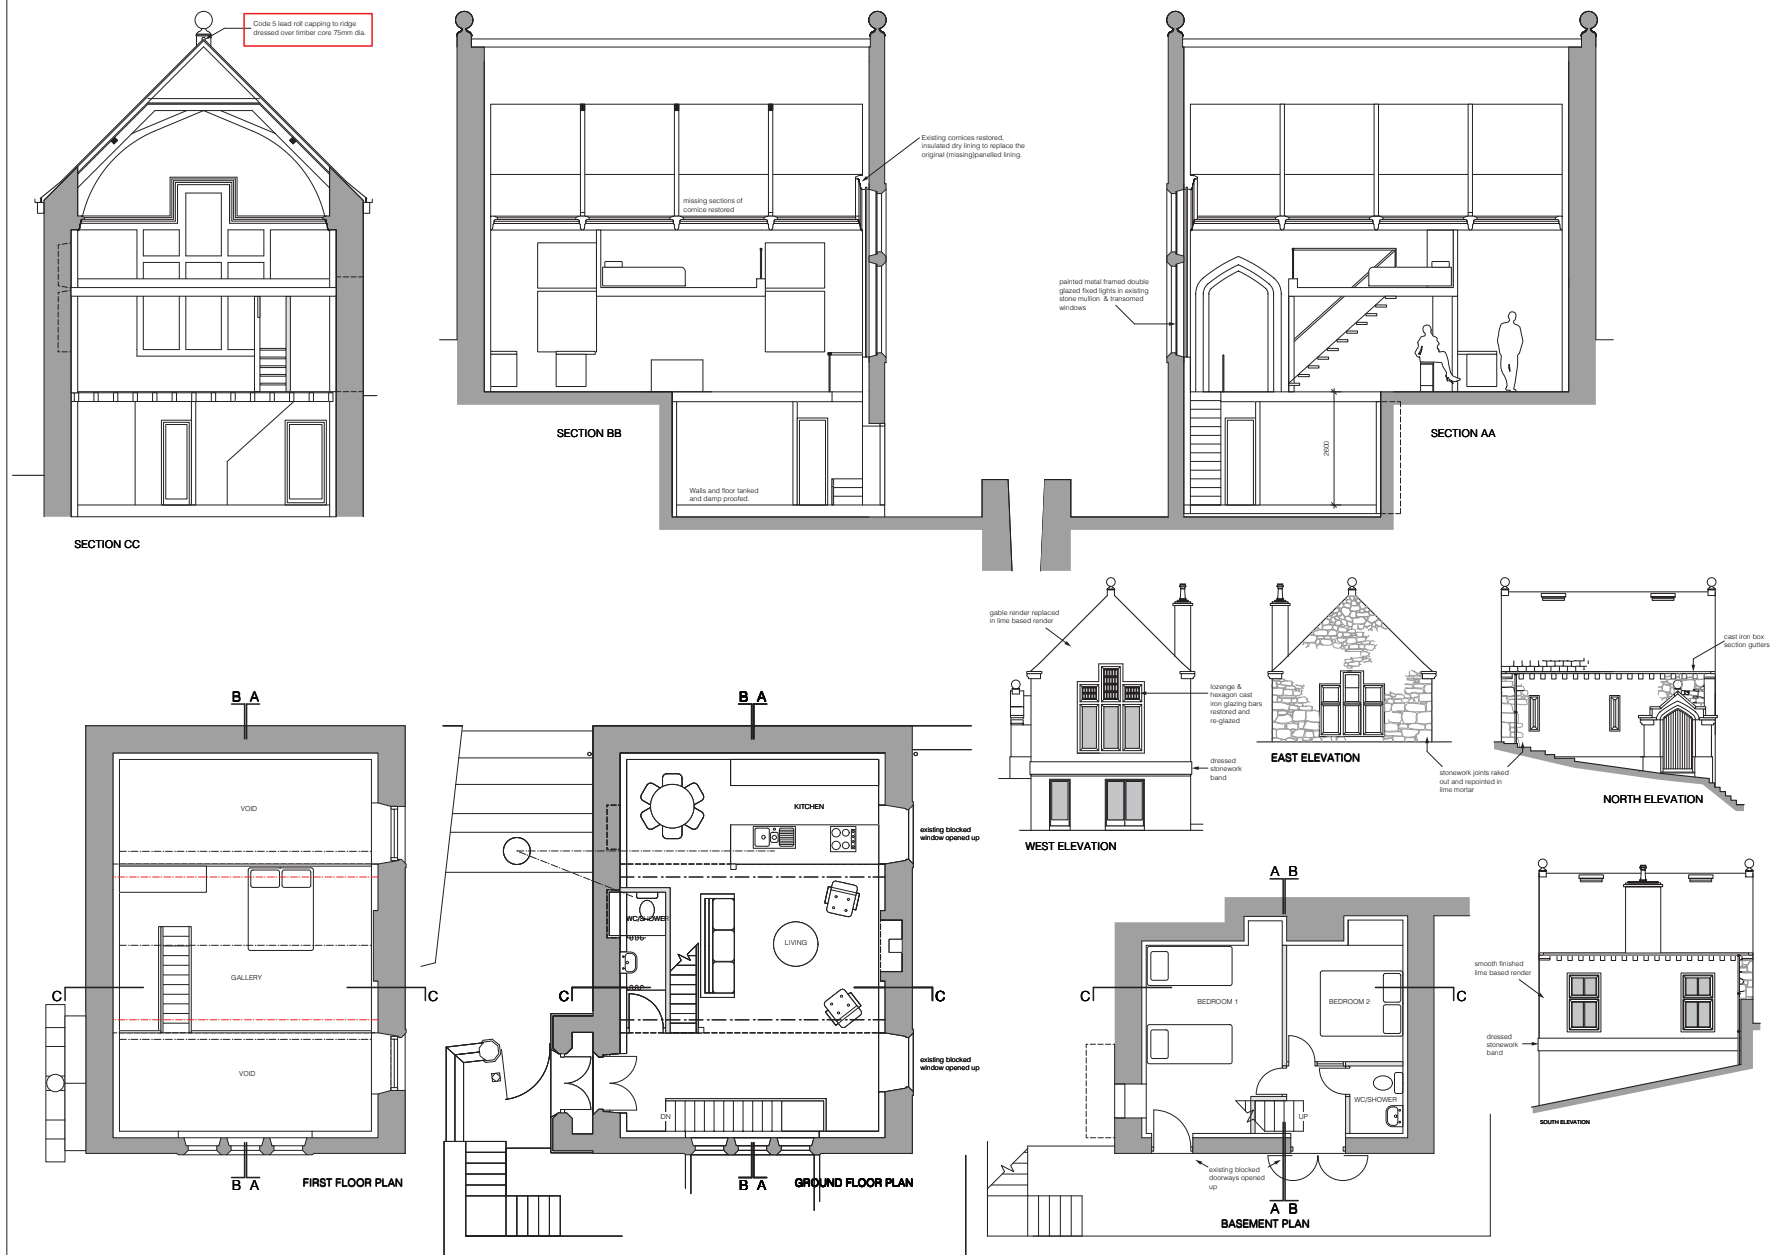 Code 5 lead roll capping to ridge
dressed over timber core 75mm dia.
SECTION CC
Existing cornices restored,
insulated dry lining to replace the
original (missing)panelled lining.
missing sections of
cornice restored
SECTION BB
Walls and floor tanked
and damp proofed.
painted metal framed double
glazed fixed lights in existing
stone mullion & transomed
windows
2600
SECTION AA
gable render replaced
in lime based render
lozenge &
hexagon cast
iron glazing bars
restored and
re-glazed
dressed
stonework
band
WEST ELEVATION
EAST ELEVATION
stonework joints raked
out and repointed in
lime mortar
cast iron box
section gutters
NORTH ELEVATION
B A
VOID
GALLERY
C
C
VOID
B A
FIRST FLOOR PLAN
B A
KITCHEN
existing blocked
window opened up
WC/SHOWER
LIVING
C
C
existing blocked
window opened up
DN
B A
GROUND FLOOR PLAN
A B
C
BEDROOM 1
BEDROOM 2
C
WC/SHOWER
UP
existing blocked
doorways opened
up
A B
BASEMENT PLAN
smooth finished
lime based render
dressed
stonework
band
SOUTH ELEVATION